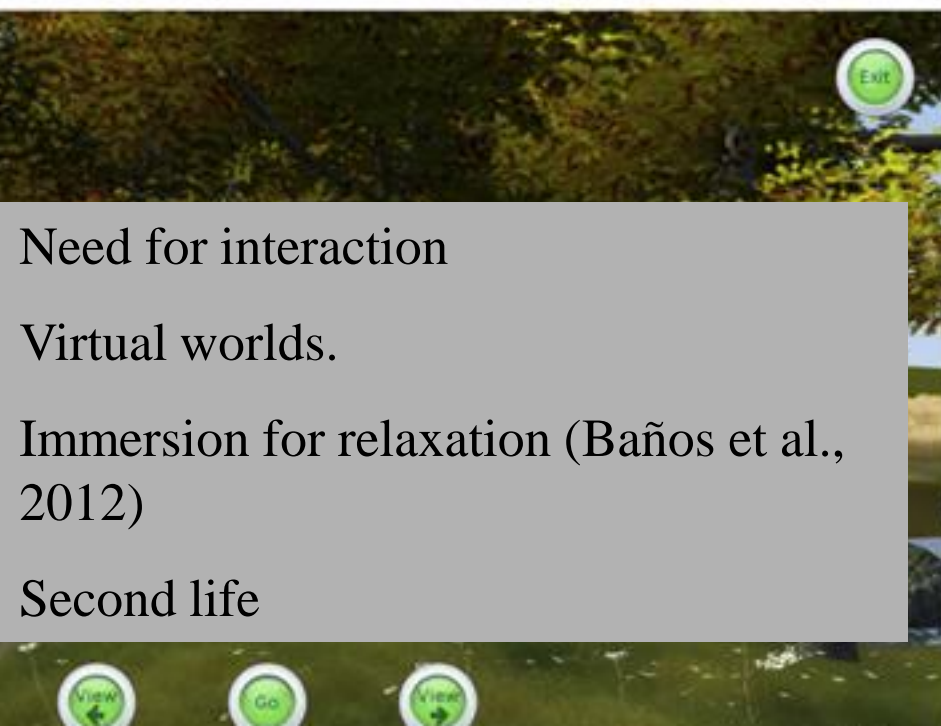 Exit
Need for interaction
Virtual worlds.
Immersion for relaxation (Baños et al.,
2012)
Second life
View Go View